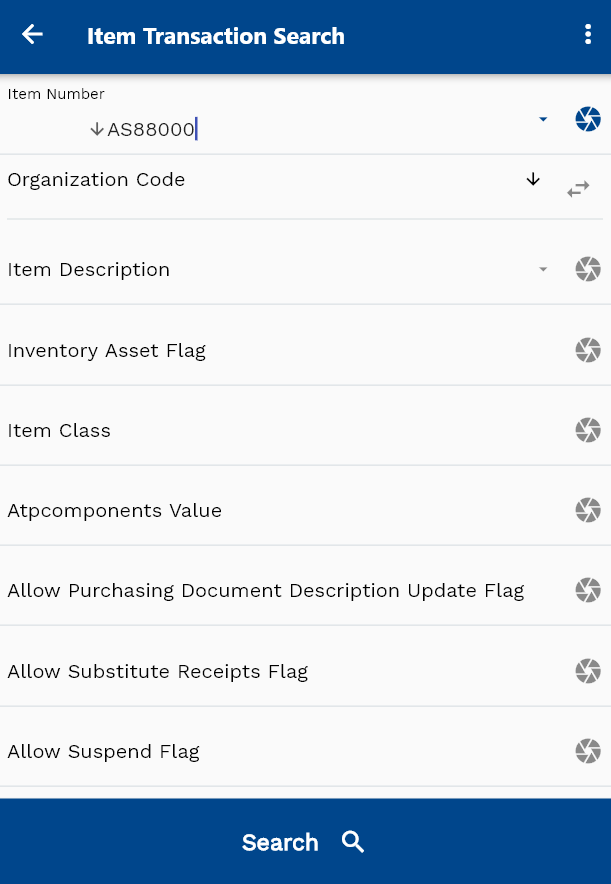 Item Transaction Search
Item Number
AS88000
Organization Code
Item Description
Inventory Asset Flag
Item Class
Atpcomponents Value
Allow Purchasing Document Description Update Flag
Allow Substitute Receipts Flag
Allow Suspend Flag
Search